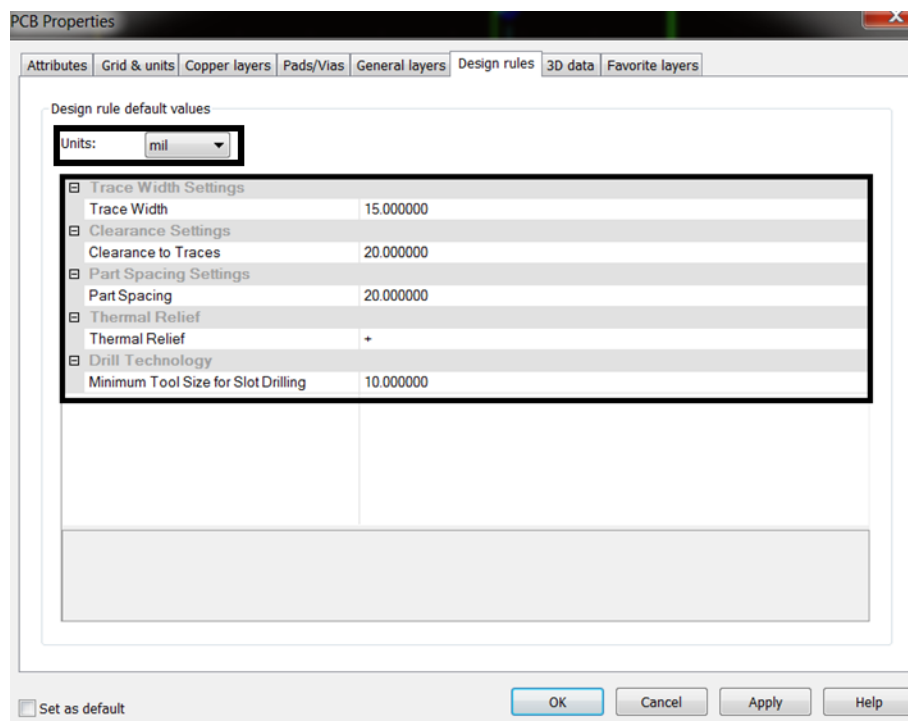 PCB Properties
Attributes Grid & units Copper layers Pads/Vias General layers Design rules 3D data Favorite layers
Design rule default values
Units: mil
Trace Width Settings
Trace Width 15.000000
Clearance Settings
Clearance to Traces 20.000000
Part Spacing Settings
Part Spacing 20.000000
Thermal Relief
Thermal Relief +
Drill Technology
Minimum Tool Size for Slot Drilling 10.000000
Set as default OK Cancel Apply Help